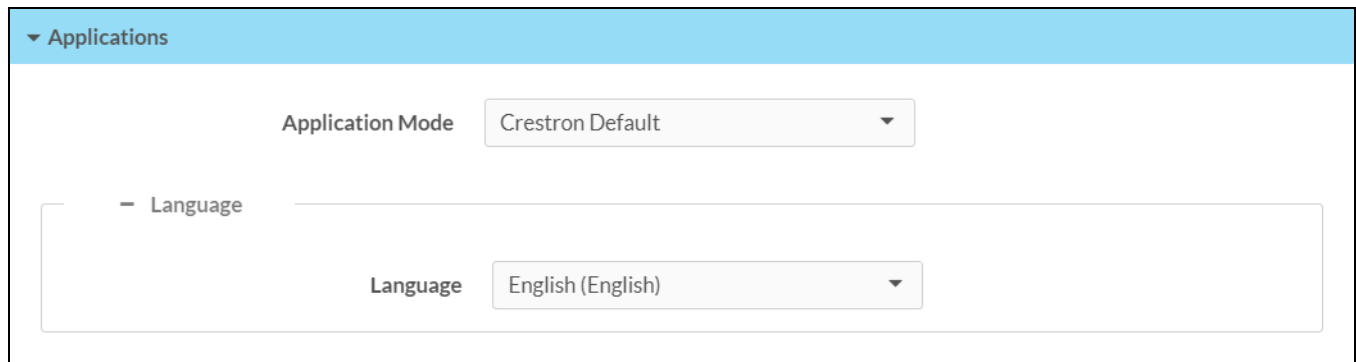 Applications
Application Mode Crestron Default
Language
Language English (English)